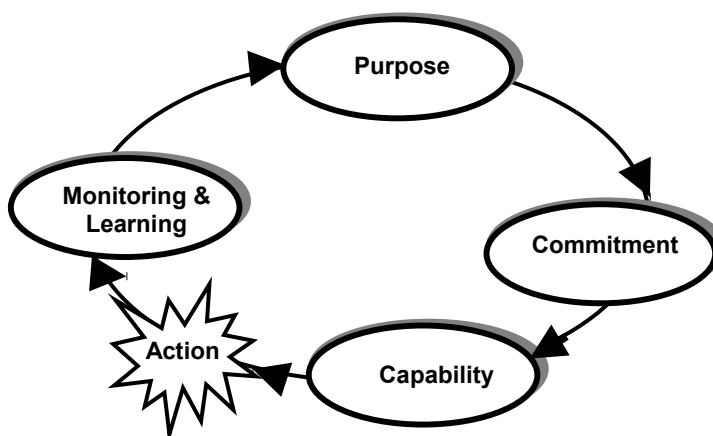 Purpose
Monitoring &
Learning
Commitment
Action
Capability